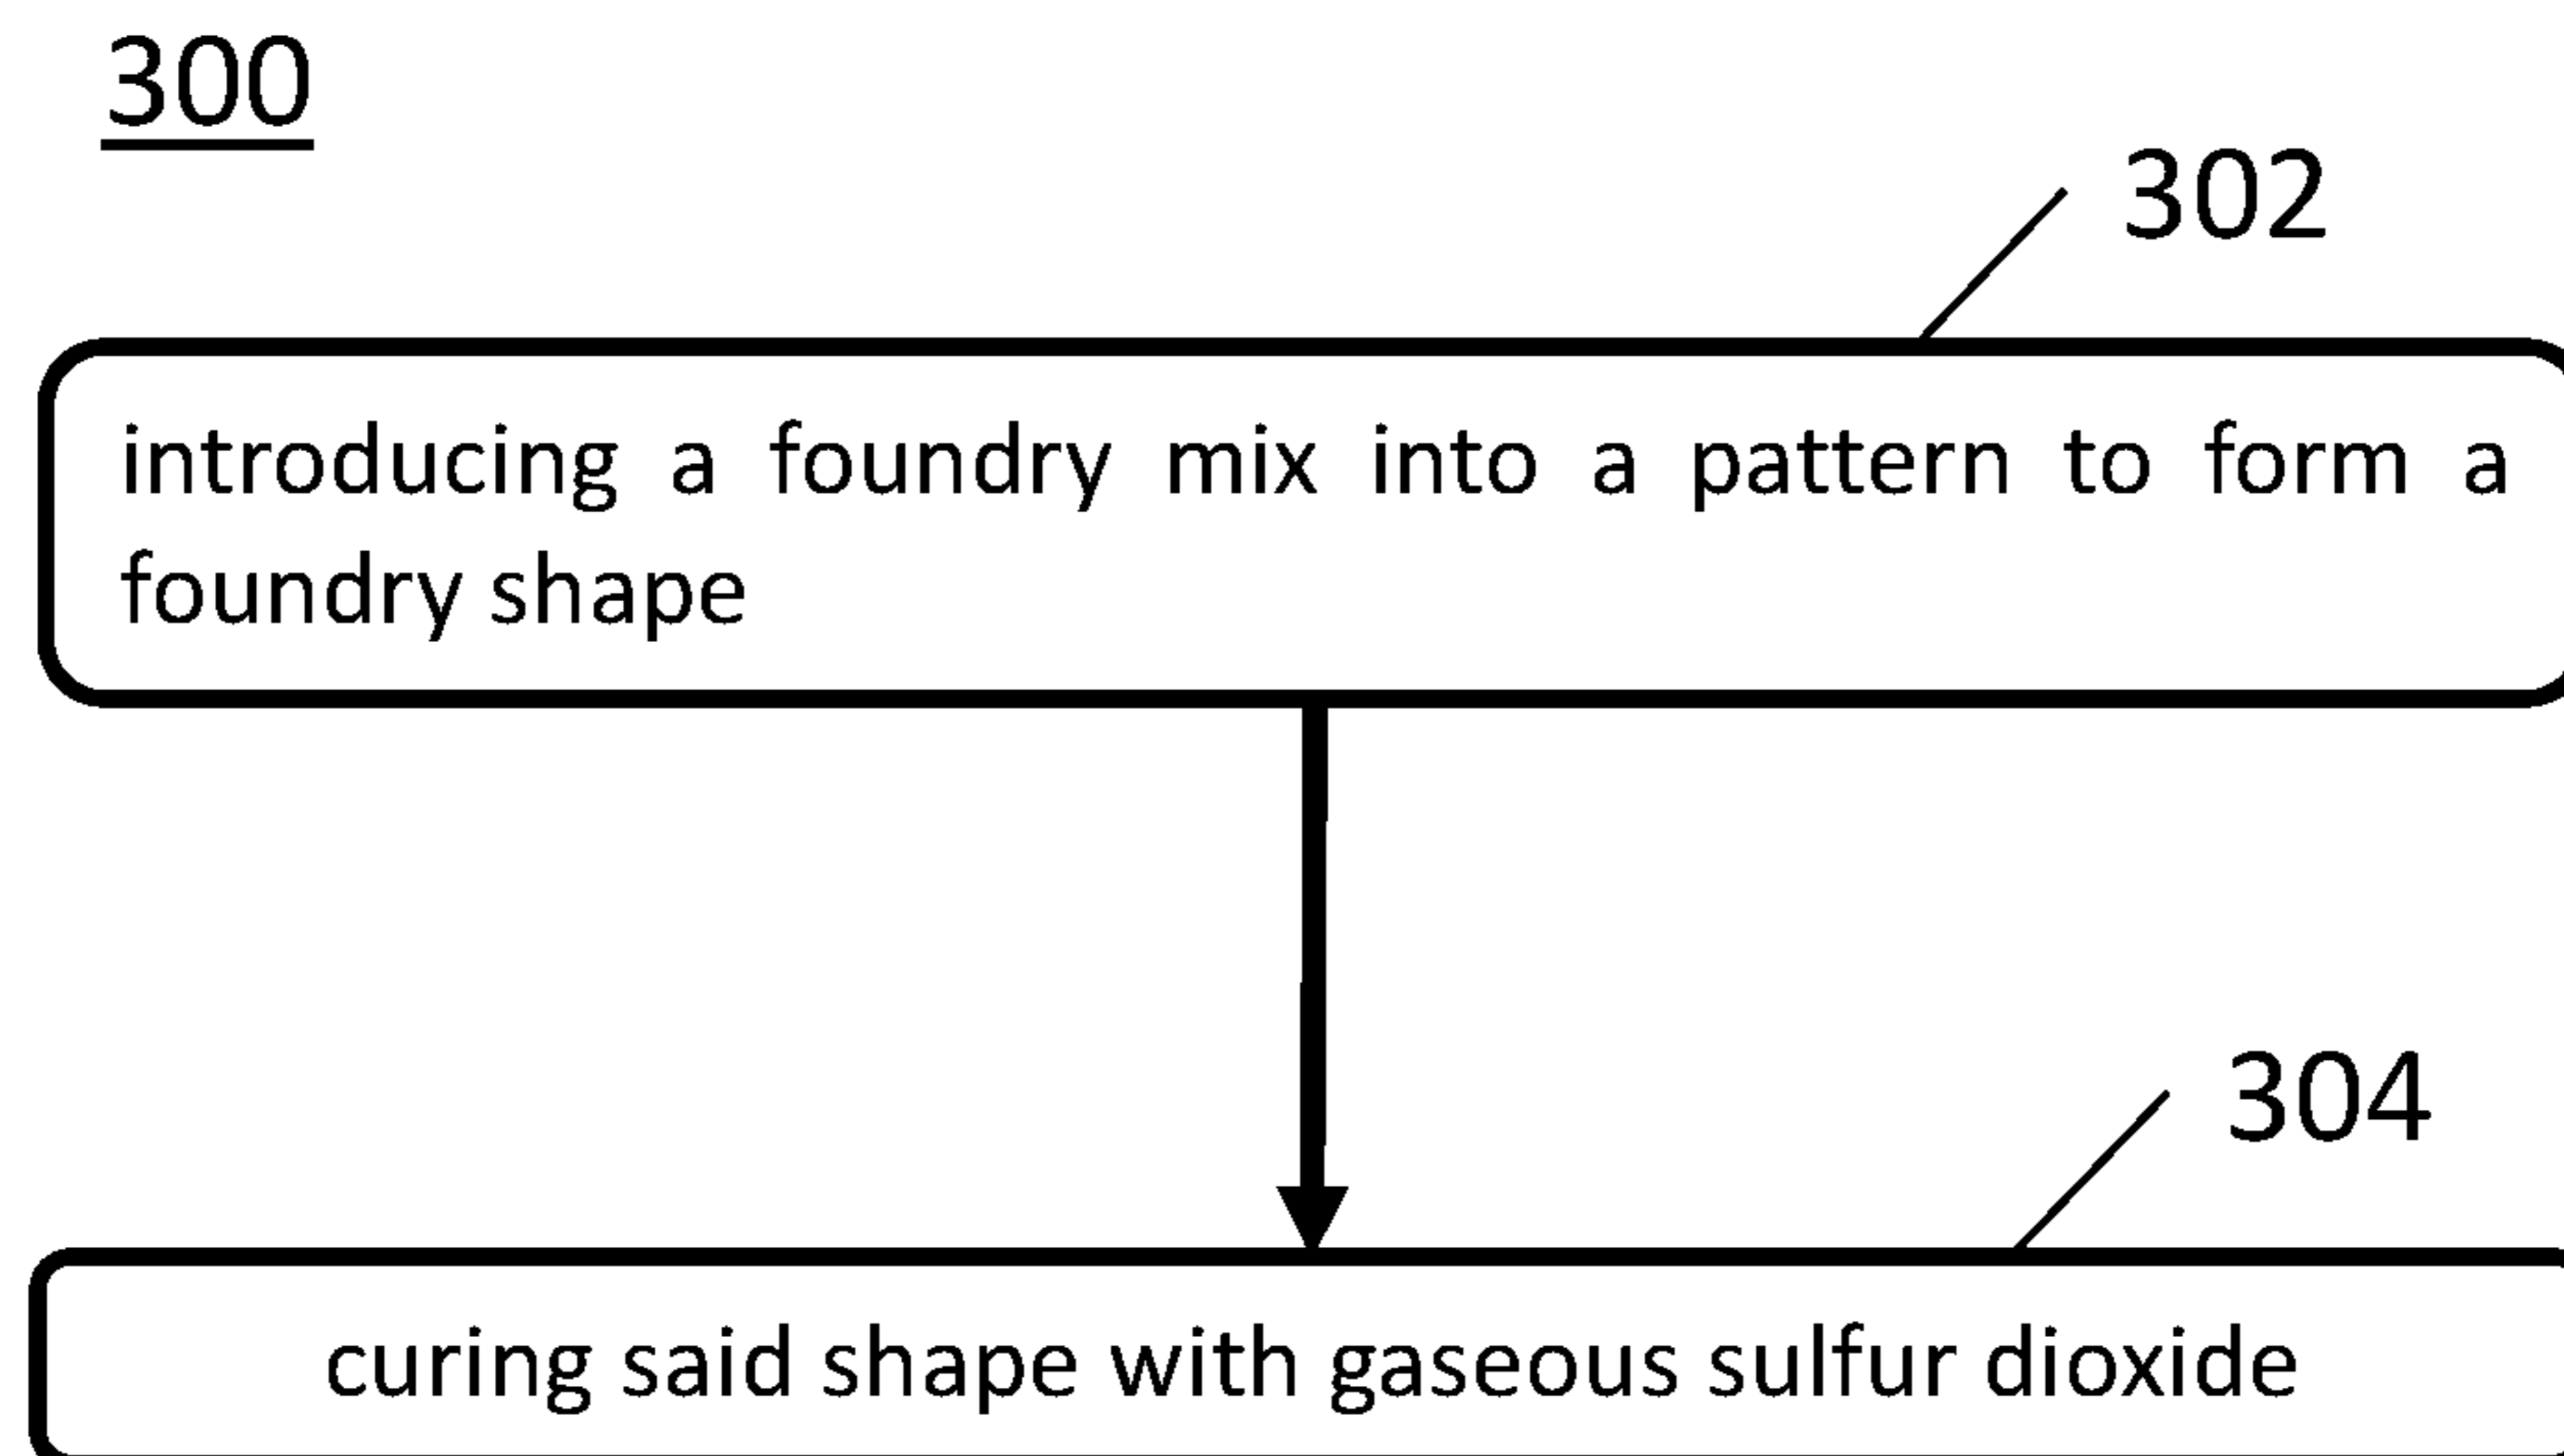 300
302
introducing a foundry mix into a pattern to form a
foundry shape
304
curing said shape with gaseous sulfur dioxide